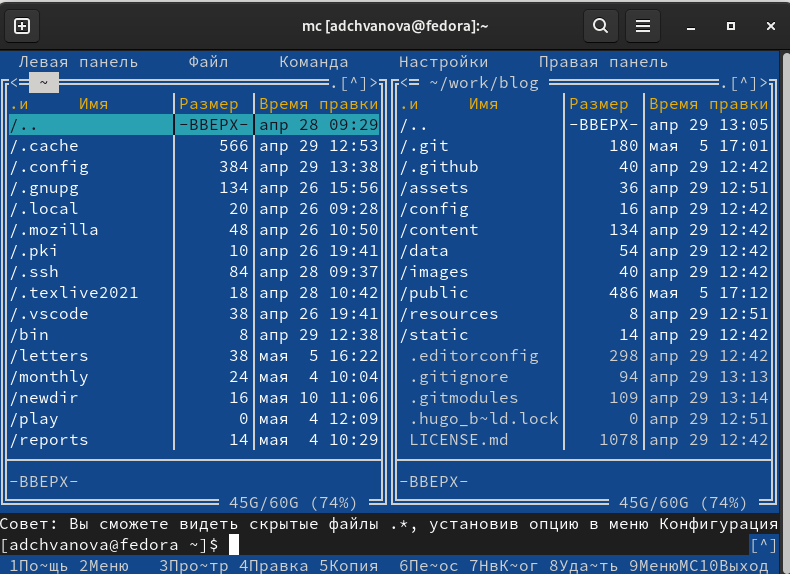 mc [adchvanova@fedora]:~
Левая панель Файл Команда Настройки Правая панель
<= ~ .[^]> <= ~/work/blog .[^]>
.и Имя Размер Время правки .и Имя Размер Время правки
/.. -ВВЕРХ- апр 28 09:29 /.. -ВВЕРХ- апр 29 13:05
/.cache 566 апр 29 12:53 /.git 180 мая 5 17:01
/.config 384 апр 29 13:38 /.github 40 апр 29 12:42
/.gnupg 134 апр 26 15:56 /assets 36 апр 29 12:51
/.local 20 апр 26 09:28 /config 16 апр 29 12:42
/.mozilla 48 апр 26 10:50 /content 134 апр 29 12:42
/.pki 10 апр 26 19:41 /data 54 апр 29 12:42
/.ssh 84 апр 28 09:37 /images 40 апр 29 12:42
/.texlive2021 18 апр 28 10:42 /public 486 мая 5 17:12
/.vscode 38 апр 26 19:41 /resources 8 апр 29 12:51
/bin 8 апр 29 12:38 /static 14 апр 29 12:42
/letters 38 мая 5 16:22 .editorconfig 298 апр 29 12:42
/monthly 24 мая 4 10:04 .gitignore 94 апр 29 13:13
/newdir 16 мая 10 11:06 .gitmodules 109 апр 29 13:14
/play 0 мая 4 12:09 .hugo_b~ld.lock 0 апр 29 12:51
/reports 14 мая 4 10:29 LICENSE.md 1078 апр 29 12:42
-ВВЕРХ- -ВВЕРХ-
45G/60G (74%) 45G/60G (74%)
Совет: Вы сможете видеть скрытые файлы .*, установив опцию в меню Конфигурация
[adchvanova@fedora ~]$ [^]
1По~щь 2Меню 3Про~тр 4Правка 5Копия 6Пе~ос 7НвК~ог 8Уда~ть 9МенюMC10Выход